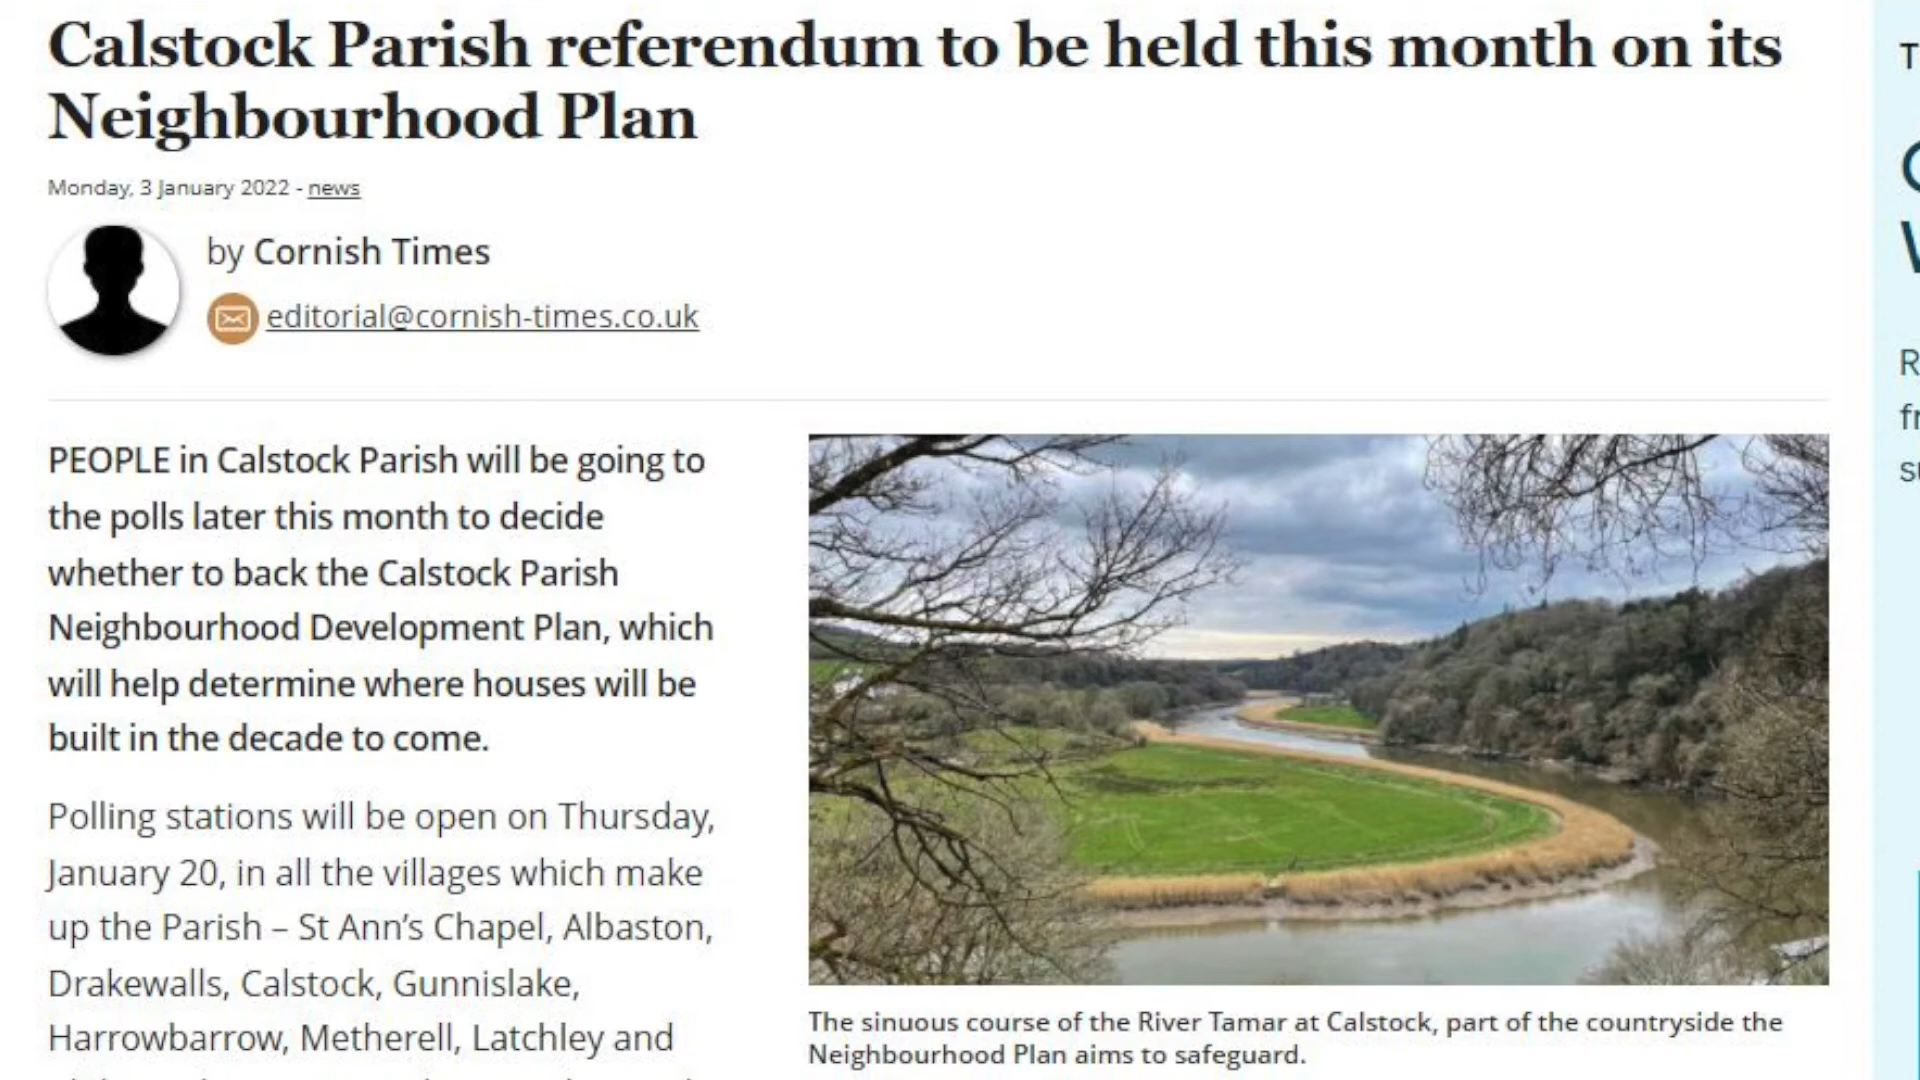 Calstock Parish referendum to be held this month on its
Neighbourhood Plan
Monday, 3 January 2022 - news
by Cornish Times
editorial@cornish-times.co.uk
PEOPLE in Calstock Parish will be going to
the polls later this month to decide
whether to back the Calstock Parish
Neighbourhood Development Plan, which
will help determine where houses will be
built in the decade to come.
Polling stations will be open on Thursday,
January 20, in all the villages which make
up the Parish – St Ann’s Chapel, Albaston,
Drakewalls, Calstock, Gunnislake,
Harrowbarrow, Metherell, Latchley and
The sinuous course of the River Tamar at Calstock, part of the countryside the
Neighbourhood Plan aims to safeguard.